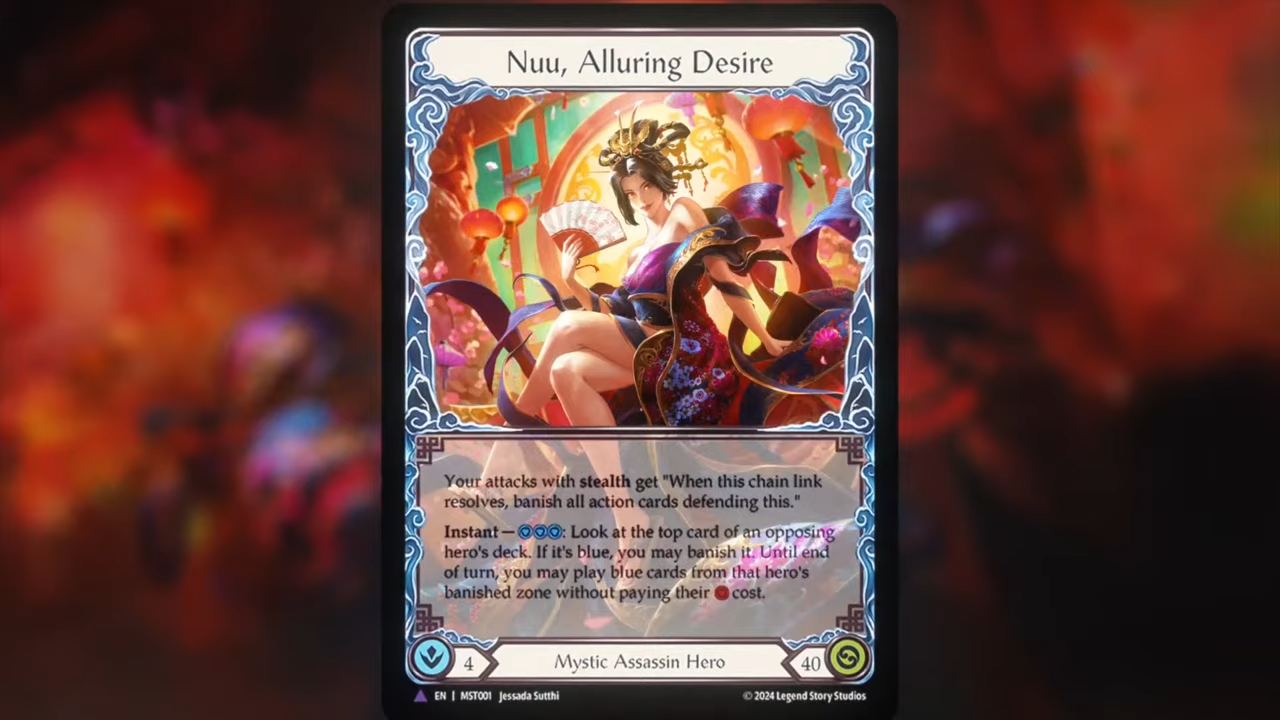 Nuu, Alluring Desire
Your attacks with stealth get "When this chain link
resolves, banish all action cards defending this."
Instant — : Look at the top card of an opposing
hero's deck. If it's blue, you may banish it. Until end
of turn, you may play blue cards from that hero's
banished zone without paying their cost.
4
Mystic Assassin Hero
40
EN | MST001 Jessada Sutthi
© 2024 Legend Story Studios